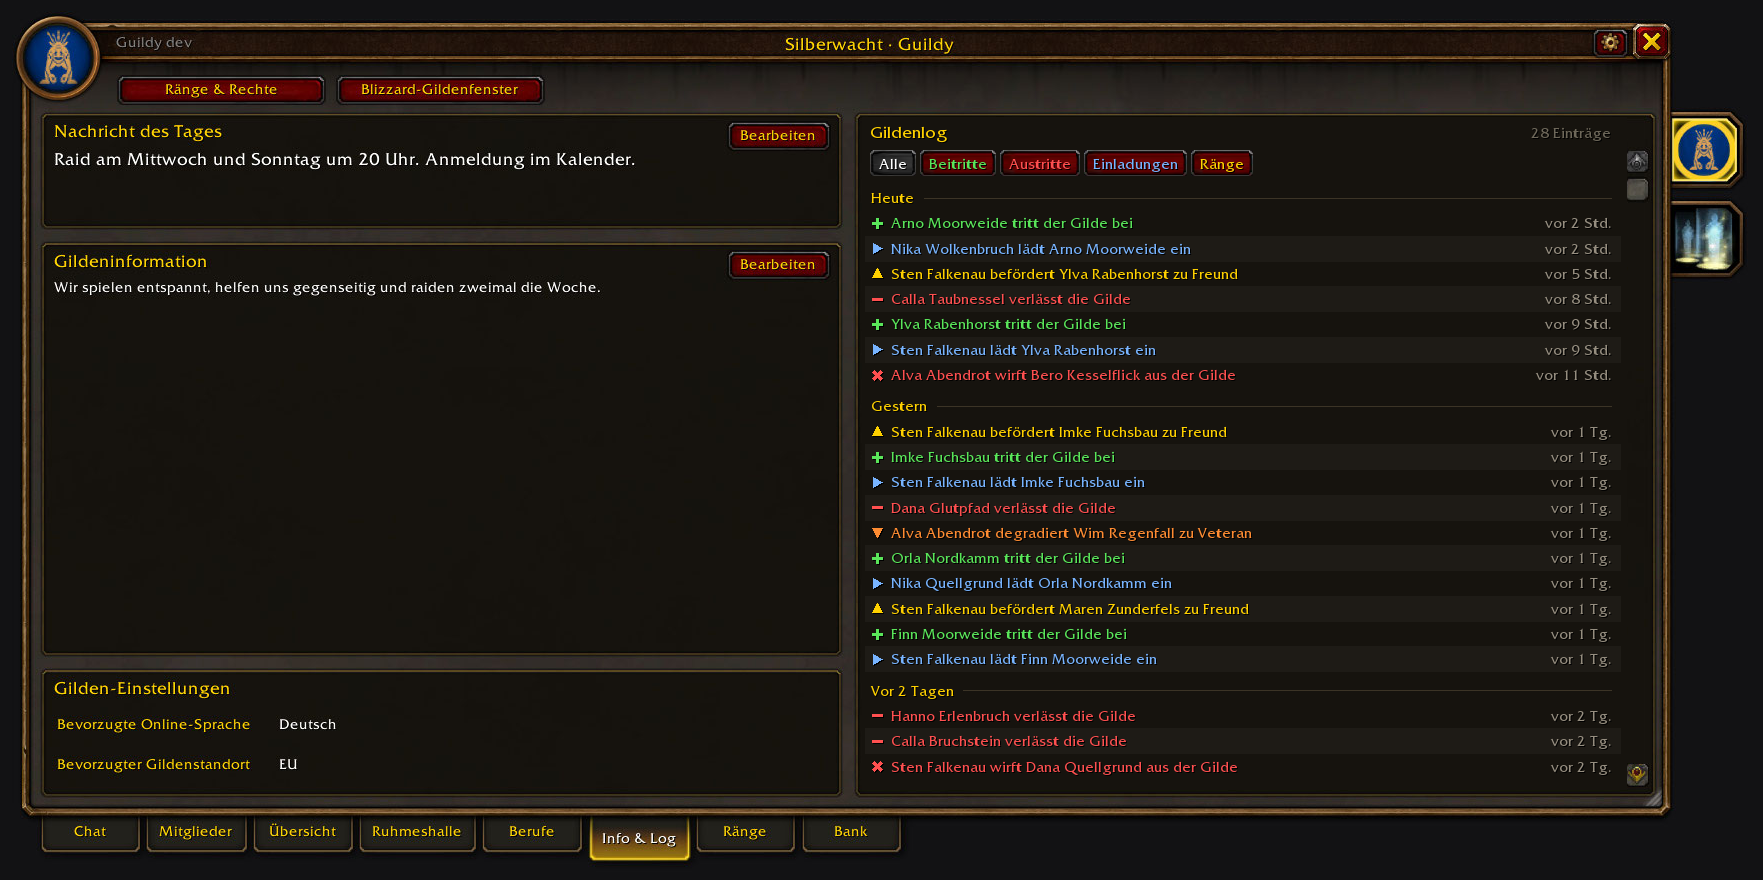 Guildy dev
Silberwacht · Guildy
Ränge & Rechte
Blizzard-Gildenfenster
Nachricht des Tages
Bearbeiten
Raid am Mittwoch und Sonntag um 20 Uhr. Anmeldung im Kalender.
Gildeninformation
Bearbeiten
Wir spielen entspannt, helfen uns gegenseitig und raiden zweimal die Woche.
Gilden-Einstellungen
Bevorzugte Online-Sprache Deutsch
Bevorzugter Gildenstandort EU
Gildenlog 28 Einträge
Alle Beitritte Austritte Einladungen Ränge
Heute
Arno Moorweide tritt der Gilde bei vor 2 Std.
Nika Wolkenbruch lädt Arno Moorweide ein vor 2 Std.
Sten Falkenau befördert Ylva Rabenhorst zu Freund vor 5 Std.
Calla Taubnessel verlässt die Gilde vor 8 Std.
Ylva Rabenhorst tritt der Gilde bei vor 9 Std.
Sten Falkenau lädt Ylva Rabenhorst ein vor 9 Std.
Alva Abendrot wirft Bero Kesselflick aus der Gilde vor 11 Std.
Gestern
Sten Falkenau befördert Imke Fuchsbau zu Freund vor 1 Tg.
Imke Fuchsbau tritt der Gilde bei vor 1 Tg.
Sten Falkenau lädt Imke Fuchsbau ein vor 1 Tg.
Dana Glutpfad verlässt die Gilde vor 1 Tg.
Alva Abendrot degradiert Wim Regenfall zu Veteran vor 1 Tg.
Orla Nordkamm tritt der Gilde bei vor 1 Tg.
Nika Quellgrund lädt Orla Nordkamm ein vor 1 Tg.
Sten Falkenau befördert Maren Zunderfels zu Freund vor 1 Tg.
Finn Moorweide tritt der Gilde bei vor 1 Tg.
Sten Falkenau lädt Finn Moorweide ein vor 1 Tg.
Vor 2 Tagen
Hanno Erlenbruch verlässt die Gilde vor 2 Tg.
Calla Bruchstein verlässt die Gilde vor 2 Tg.
Sten Falkenau wirft Dana Quellgrund aus der Gilde vor 2 Tg.
Chat Mitglieder Übersicht Ruhmeshalle Berufe Info & Log Ränge Bank